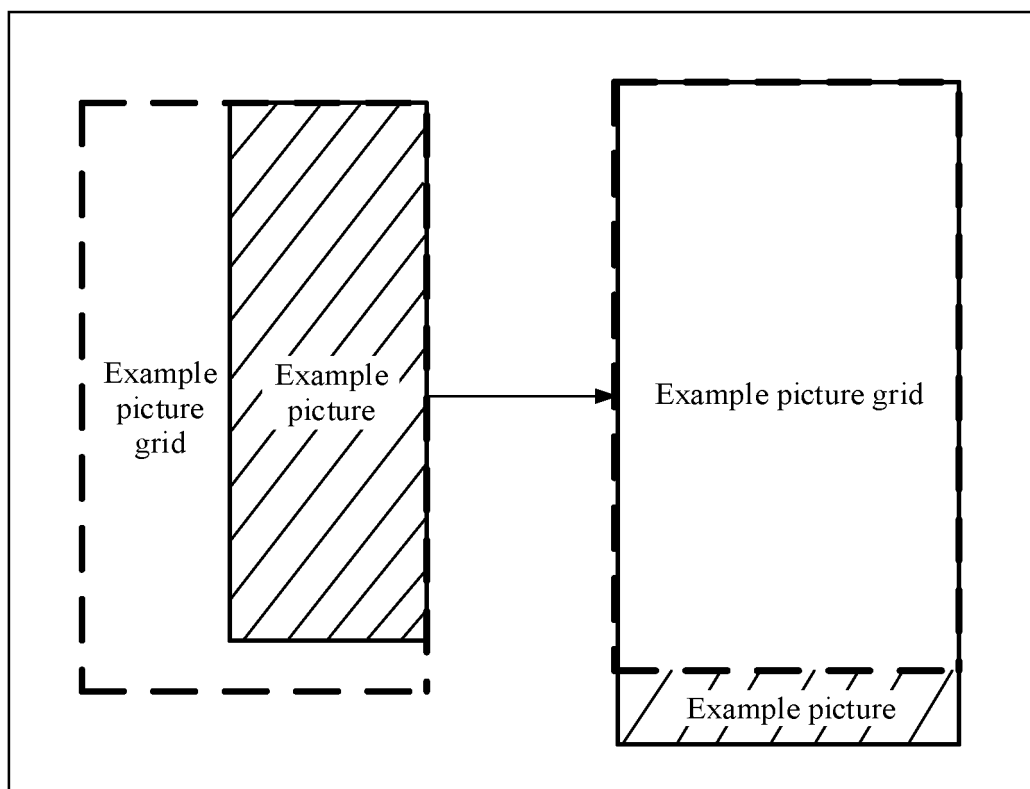 Example
picture
grid
Example
picture
Example picture grid
Example picture